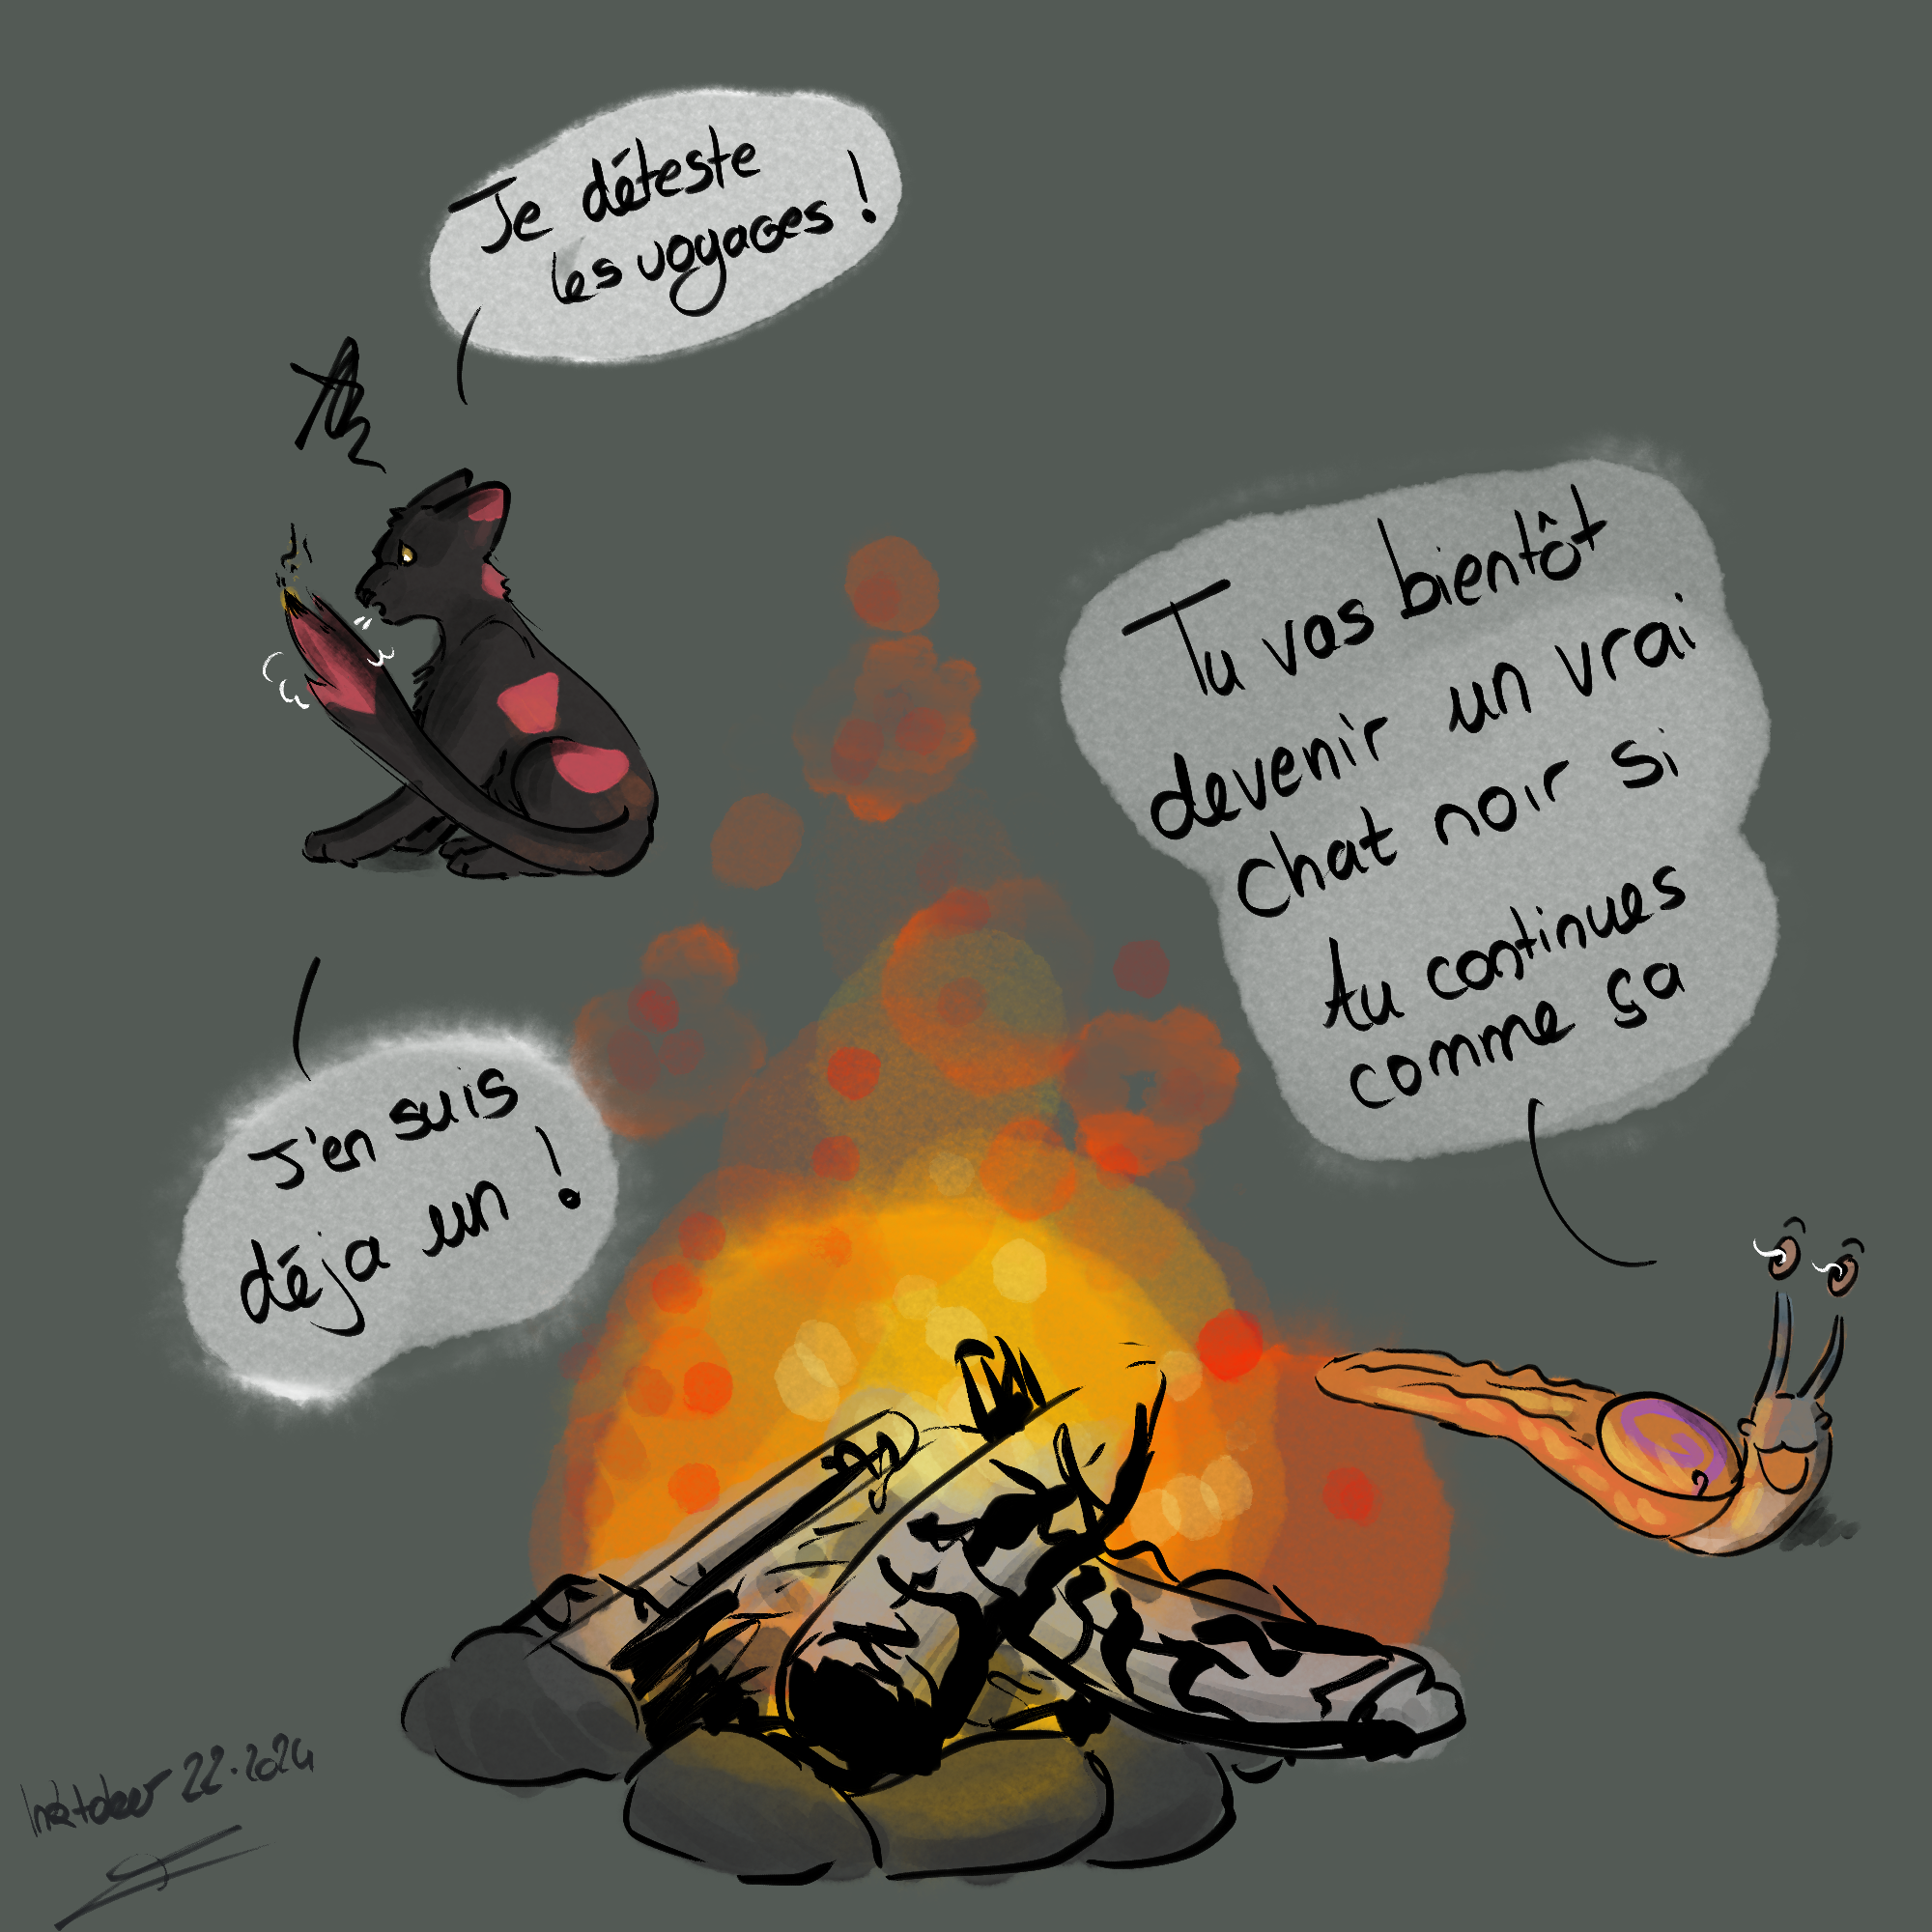 Je déteste
les voyages !
Tu vas bientôt
devenir un vrai
chat noir si
tu continues
comme ça
J'en suis
déja un !
22.2024